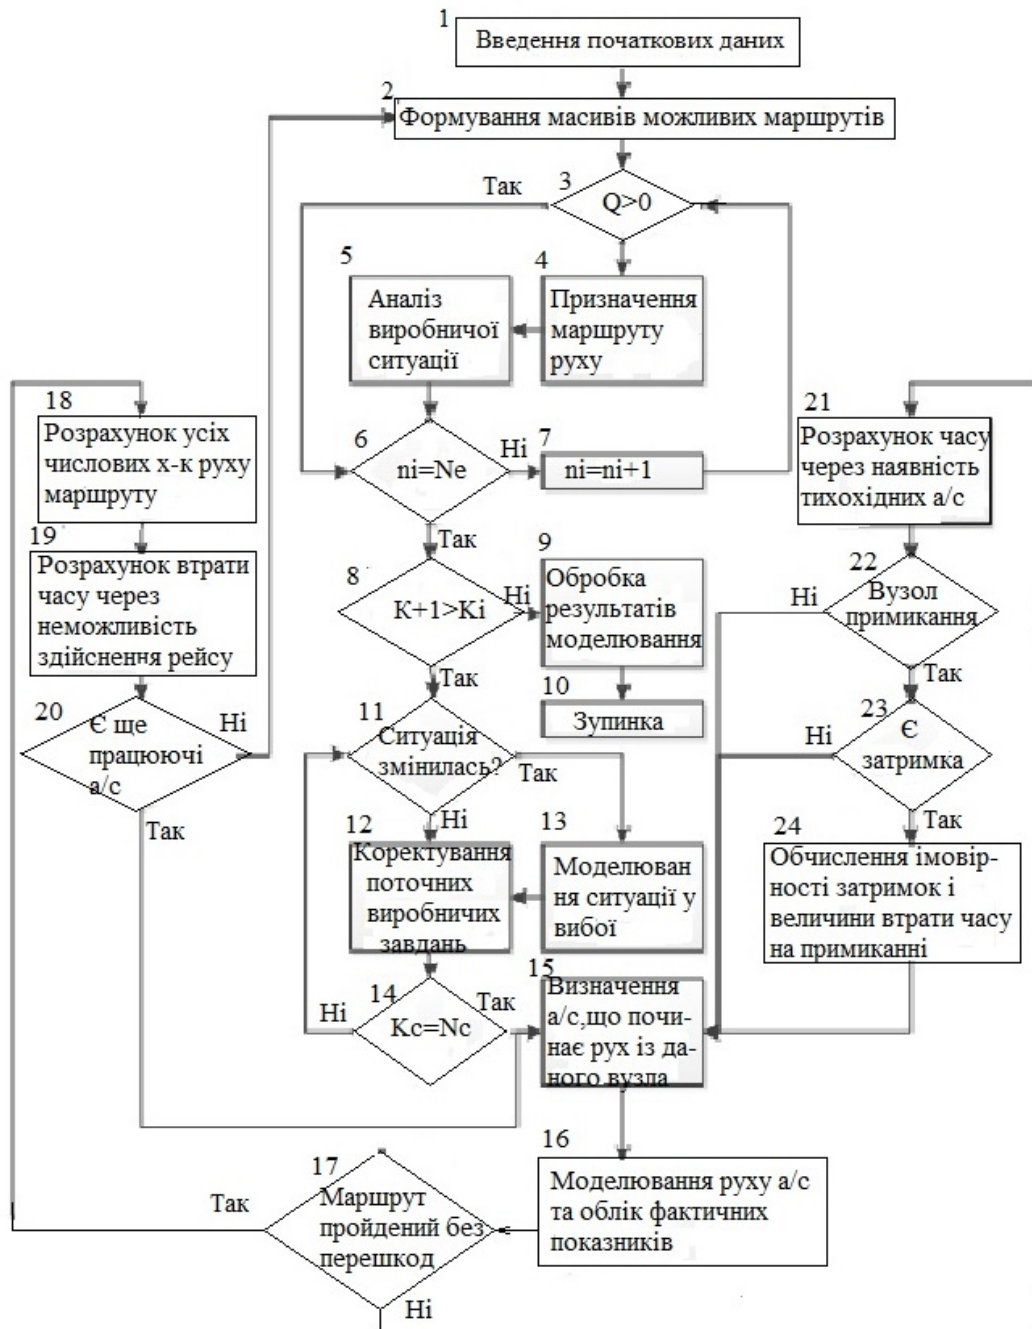 1
Введення початкових даних
2
Формування масивів можливих маршрутів
3
Так
Q>0
5
Аналіз
виробничої
ситуації
4
Призначення
маршруту
руху
6
ni=Ne
Ні
7
ni=ni+1
Так
8
K+1>Ki
Ні
9
Обробка
результатів
моделювання
Так
10
Зупинка
11
Ситуація
змінилась?
Так
Ні
12
Коректування
поточних
виробничих
завдань
13
Моделюван
ня ситуації у
вибої
14
Ні
Kc=Nc
Так
15
Визначення
а/с,що почи-
нає рух із да-
ного вузла
16
Моделювання руху а/с
та облік фактичних
показників
17
Так
Маршрут
пройдений без
перешкод
Ні
18
Розрахунок усіх
числових х-к руху
маршруту
19
Розрахунок втрати
часу через
неможливість
здійснення рейсу
20
Є ще
працюючі
а/с
Ні
Так
21
Розрахунок часу
через наявність
тихохідних а/с
22
Ні
Вузол
примикання
Так
23
Ні
Є
затримка
Так
24
Обчислення імовір-
ності затримок і
величини втрати часу
на примиканні